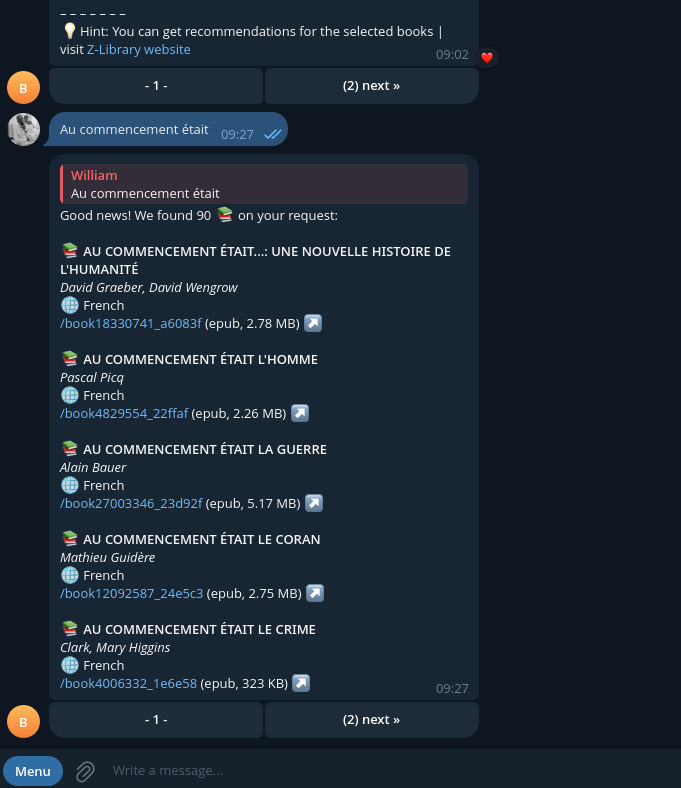 _ _ _ _ _ _ _
💡Hint: You can get recommendations for the selected books |
visit Z-Library website
09:02
B
- 1 -
(2) next »
Au commencement était
09:27
William
Au commencement était
Good news! We found 90 📚 on your request:
📚 AU COMMENCEMENT ÉTAIT...: UNE NOUVELLE HISTOIRE DE
L'HUMANITÉ
David Graeber, David Wengrow
🌐 French
/book18330741_a6083f (epub, 2.78 MB) ↗️
📚 AU COMMENCEMENT ÉTAIT L'HOMME
Pascal Picq
🌐 French
/book4829554_22ffaf (epub, 2.26 MB) ↗️
📚 AU COMMENCEMENT ÉTAIT LA GUERRE
Alain Bauer
🌐 French
/book27003346_23d92f (epub, 5.17 MB) ↗️
📚 AU COMMENCEMENT ÉTAIT LE CORAN
Mathieu Guidère
🌐 French
/book12092587_24e5c3 (epub, 2.75 MB) ↗️
📚 AU COMMENCEMENT ÉTAIT LE CRIME
Clark, Mary Higgins
🌐 French
/book4006332_1e6e58 (epub, 323 KB) ↗️
09:27
B
- 1 -
(2) next »
Menu
Write a message...